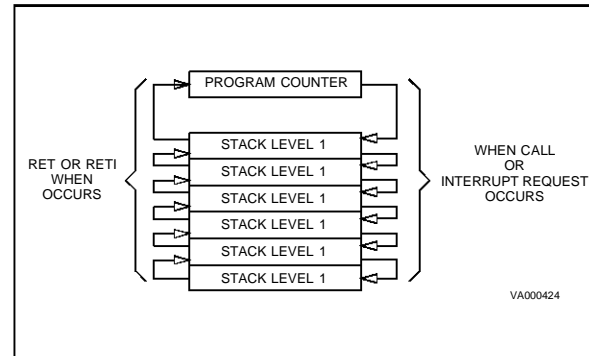 PROGRAM COUNTER
STACK LEVEL 1
STACK LEVEL 1
STACK LEVEL 1
STACK LEVEL 1
STACK LEVEL 1
STACK LEVEL 1
RET OR RETI
WHEN
OCCURS
WHEN CALL
OR
INTERRUPT REQUEST
OCCURS
VA000424